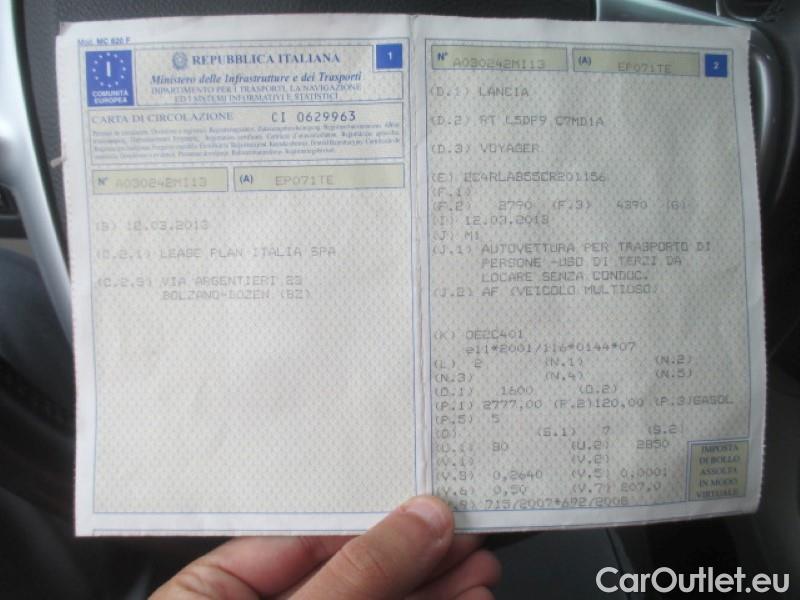 Mod. MC 820 F
I
COMUNITÀ
EUROPEA
REPUBBLICA ITALIANA
1
Ministero delle Infrastrutture e dei Trasporti
DIPARTIMENTO PER I TRASPORTI, LA NAVIGAZIONE
ED I SISTEMI INFORMATIVI E STATISTICI
CARTA DI CIRCOLAZIONE CI 0629963
N° A030242MI13 (A) EP071TE
(B) 12.03.2013
(C.2.1) LEASE PLAN ITALIA SPA
(C.2.3) VIA ARGENTIERI 23
BOLZANO-BOZEN (BZ)
N° A030242MI13 (A) EP071TE 2
(D.1) LANCIA
(D.2) RT L5DF9 C7MD1A
(D.3) VOYAGER
(E) 2C4RLAB55CR201156
(F.1)
(F.2) 2790 (F.3) 4390 (G)
(I) 12.03.2013
(J) M1
(J.1) AUTOVETTURA PER TRASPORTO DI
PERSONE -USO DI TERZI DA
LOCARE SENZA CONDUC.
(J.2) AF (VEICOLO MULTIUSO)
(K) OE2C401
e11*2001/116*0144*07
(L) 2 (N.1) (N.2)
(N.3) (N.4) (N.5)
(O.1) 1600 (O.2)
(P.1) 2777,00 (P.2)120,00 (P.3)GASOL
(P.5) 5
(Q) (S.1) 7 (S.2)
(U.1) 80 (U.2) 2850
(V.1) (V.2)
(V.3) 0,2640 (V.5) 0,0001
(V.6) 0,50 (V.7) 207,0
715/2007*692/2008
IMPOSTA
DI BOLLO
ASSOLTA
IN MODO
VIRTUALE
CarOutlet.eu